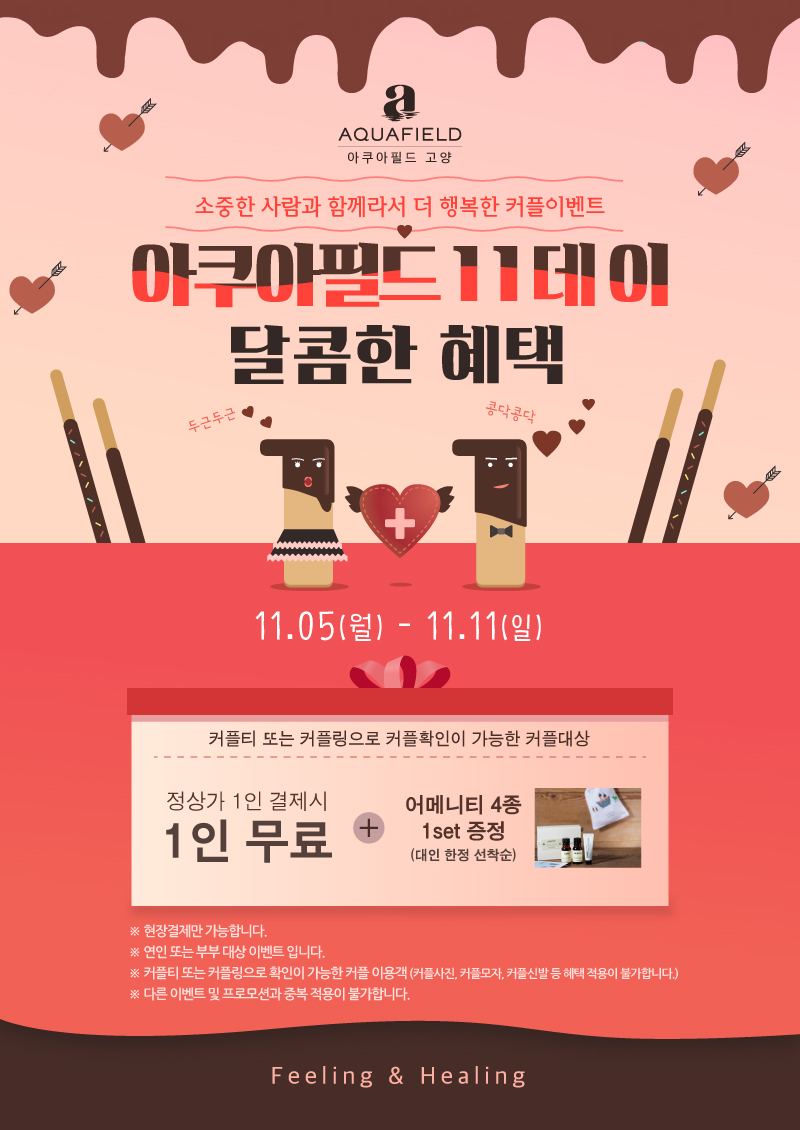 a
AQUAFIELD
아쿠아필드 고양
소중한 사람과 함께라서 더 행복한 커플이벤트
아쿠아필드 11데이
달콤한 혜택
두근두근
콩닥콩닥
11.05(월) - 11.11(일)
커플티 또는 커플링으로 커플확인이 가능한 커플대상
정상가 1인 결제시
1인 무료
+
어메니티 4종
1set 증정
(대인 한정 선착순)
※ 현장결제만 가능합니다.
※ 연인 또는 부부 대상 이벤트 입니다.
※ 커플티 또는 커플링으로 확인이 가능한 커플 이용객 (커플사진, 커플모자, 커플신발 등 혜택 적용이 불가합니다.)
※ 다른 이벤트 및 프로모션과 중복 적용이 불가합니다.
Feeling & Healing